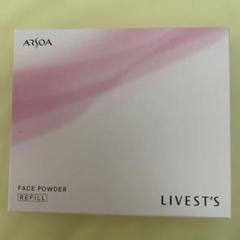 ARSOA
FACE POWDER
REFILL
LIVEST'S